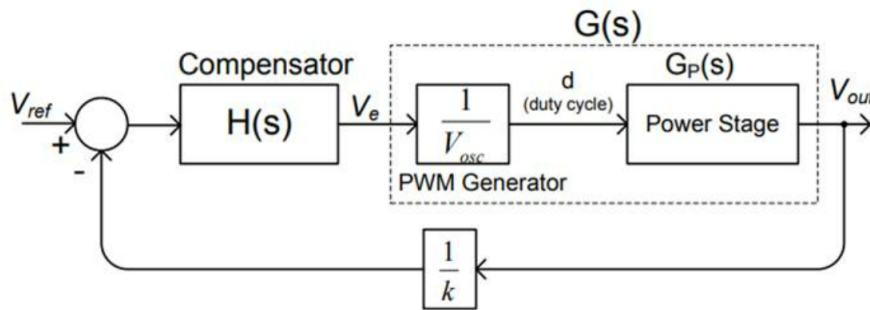 G(s)
Compensator
G_P(s)
V_ref
H(s)
V_e
1
V_osc
d
(duty cycle)
Power Stage
V_out
+
-
PWM Generator
1
k